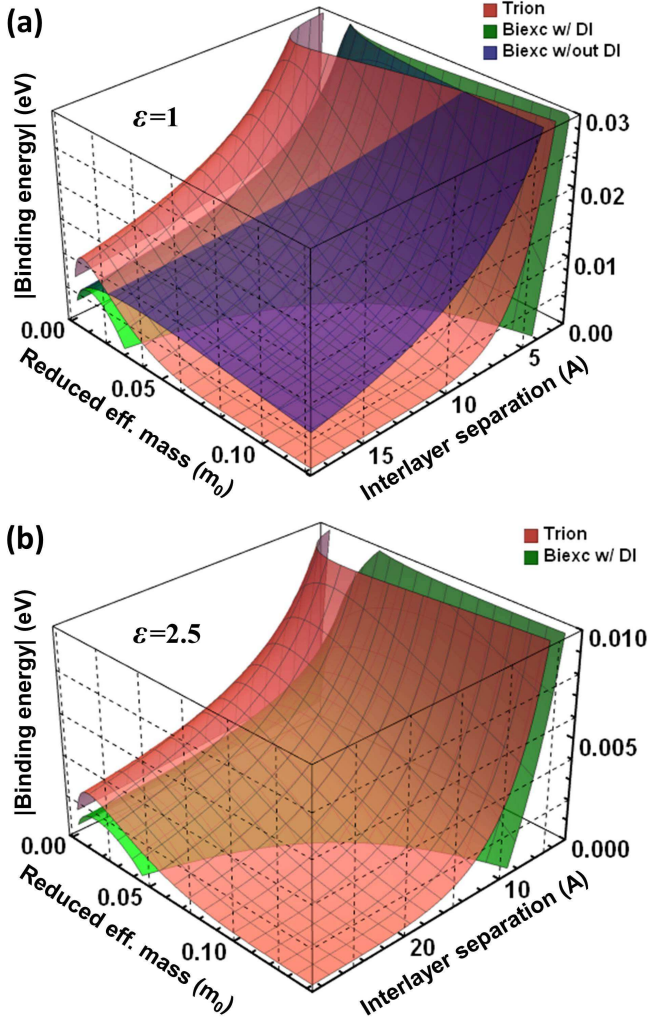 (a)
Trion
Biexc w/ DI
Biexc w/out DI
|Binding energy| (eV)
ε=1
0.03
0.02
0.01
0.00
0.00
0.05
0.10
Reduced eff. mass (m0)
5
10
15
Interlayer separation (A)
(b)
Trion
Biexc w/ DI
|Binding energy| (eV)
ε=2.5
0.010
0.005
0.000
0.00
0.05
0.10
Reduced eff. mass (m0)
10
20
Interlayer separation (A)